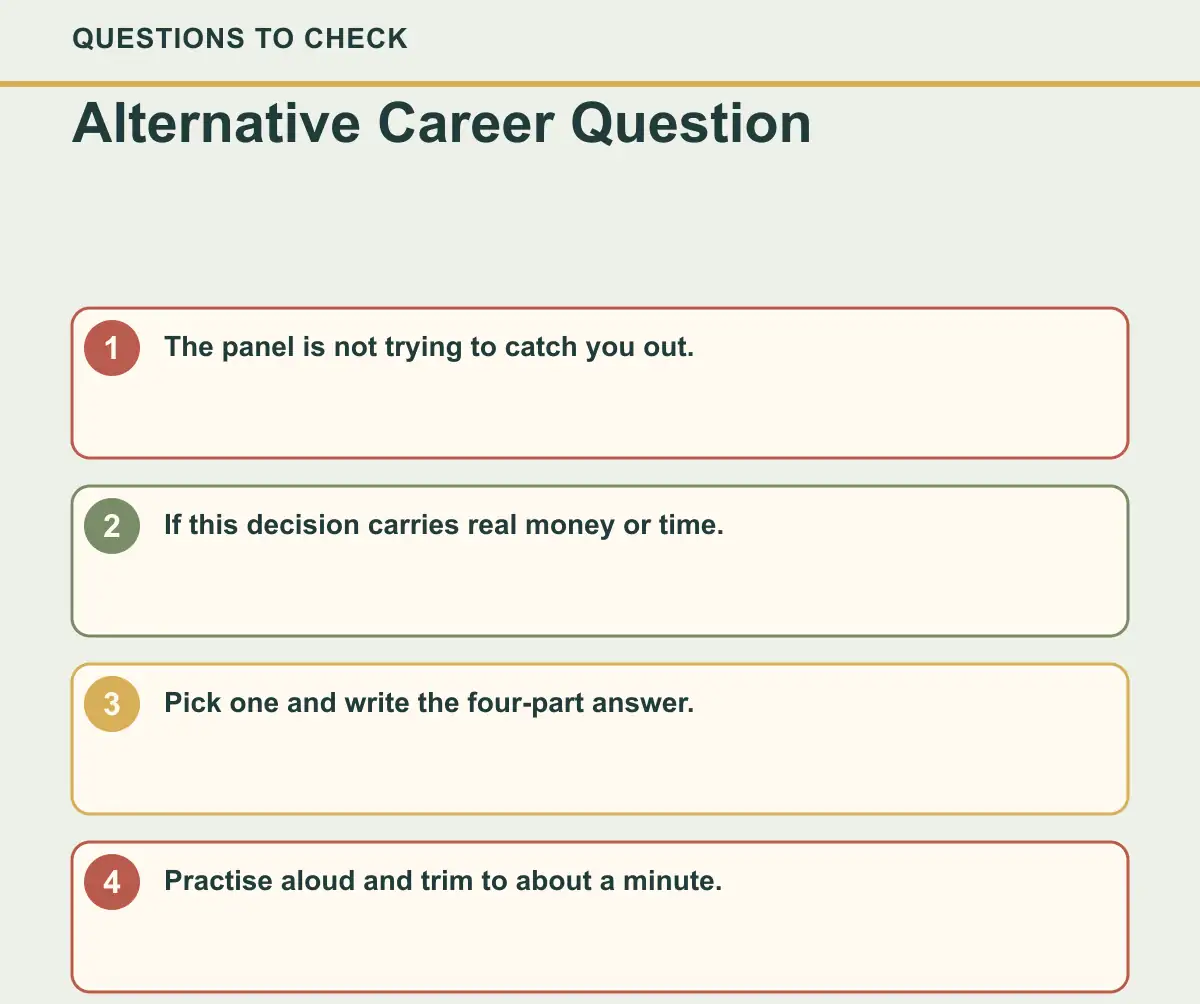 QUESTIONS TO CHECK
Alternative Career Question
1 The panel is not trying to catch you out.
2 If this decision carries real money or time.
3 Pick one and write the four-part answer.
4 Practise aloud and trim to about a minute.